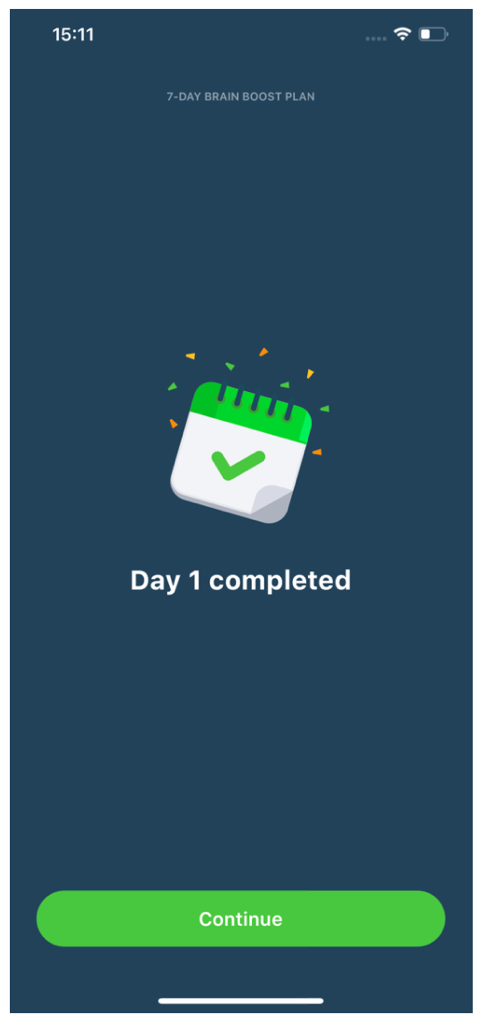 15:11
7-DAY BRAIN BOOST PLAN
Day 1 completed
Continue